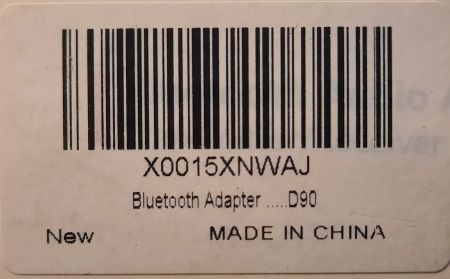 X0015XNWAJ
Bluetooth Adapter .....D90
New MADE IN CHINA